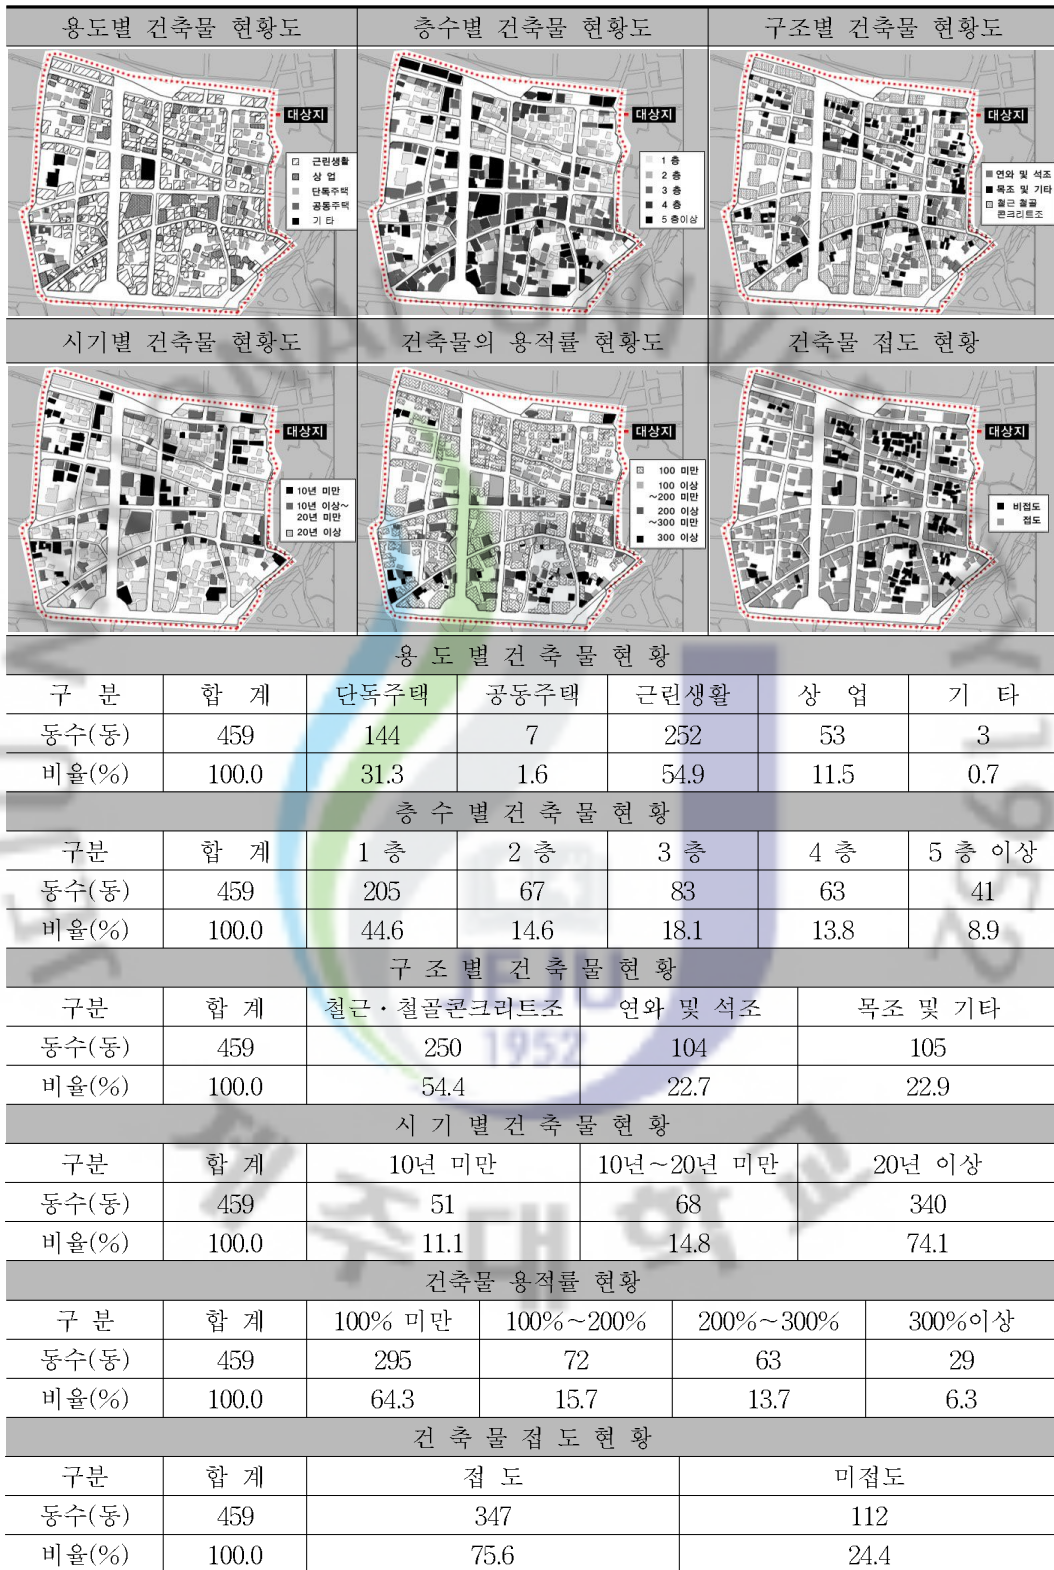 용도별 건축물 현황도 층수별 건축물 현황도 구조별 건축물 현황도
대상지
근린생활
상 업
단독주택
공동주택
기 타
대상지
1 층
2 층
3 층
4 층
5 층이상
대상지
연와 및 석조
목조 및 기타
철근 철골
콘크리트조
시기별 건축물 현황도 건축물의 용적률 현황도 건축물 접도 현황
대상지
10년 미만
10년 이상~
20년 미만
20년 이상
대상지
100 미만
100 이상
~200 미만
200 이상
~300 미만
300 이상
대상지
비접도
접도
용 도 별 건 축 물 현 황
구 분 합 계 단독주택 공동주택 근린생활 상 업 기 타
동수(동) 459 144 7 252 53 3
비율(%) 100.0 31.3 1.6 54.9 11.5 0.7
층 수 별 건 축 물 현 황
구분 합 계 1 층 2 층 3 층 4 층 5 층 이상
동수(동) 459 205 67 83 63 41
비율(%) 100.0 44.6 14.6 18.1 13.8 8.9
구 조 별 건 축 물 현 황
구분 합 계 철근·철골콘크리트조 연와 및 석조 목조 및 기타
동수(동) 459 250 104 105
비율(%) 100.0 54.4 22.7 22.9
시 기 별 건 축 물 현 황
구분 합 계 10년 미만 10년~20년 미만 20년 이상
동수(동) 459 51 68 340
비율(%) 100.0 11.1 14.8 74.1
건축물 용적률 현황
구 분 합 계 100% 미만 100%~200% 200%~300% 300%이상
동수(동) 459 295 72 63 29
비율(%) 100.0 64.3 15.7 13.7 6.3
건 축 물 접 도 현 황
구분 합 계 접 도 미접도
동수(동) 459 347 112
비율(%) 100.0 75.6 24.4
JEJU
1952
제주대학교